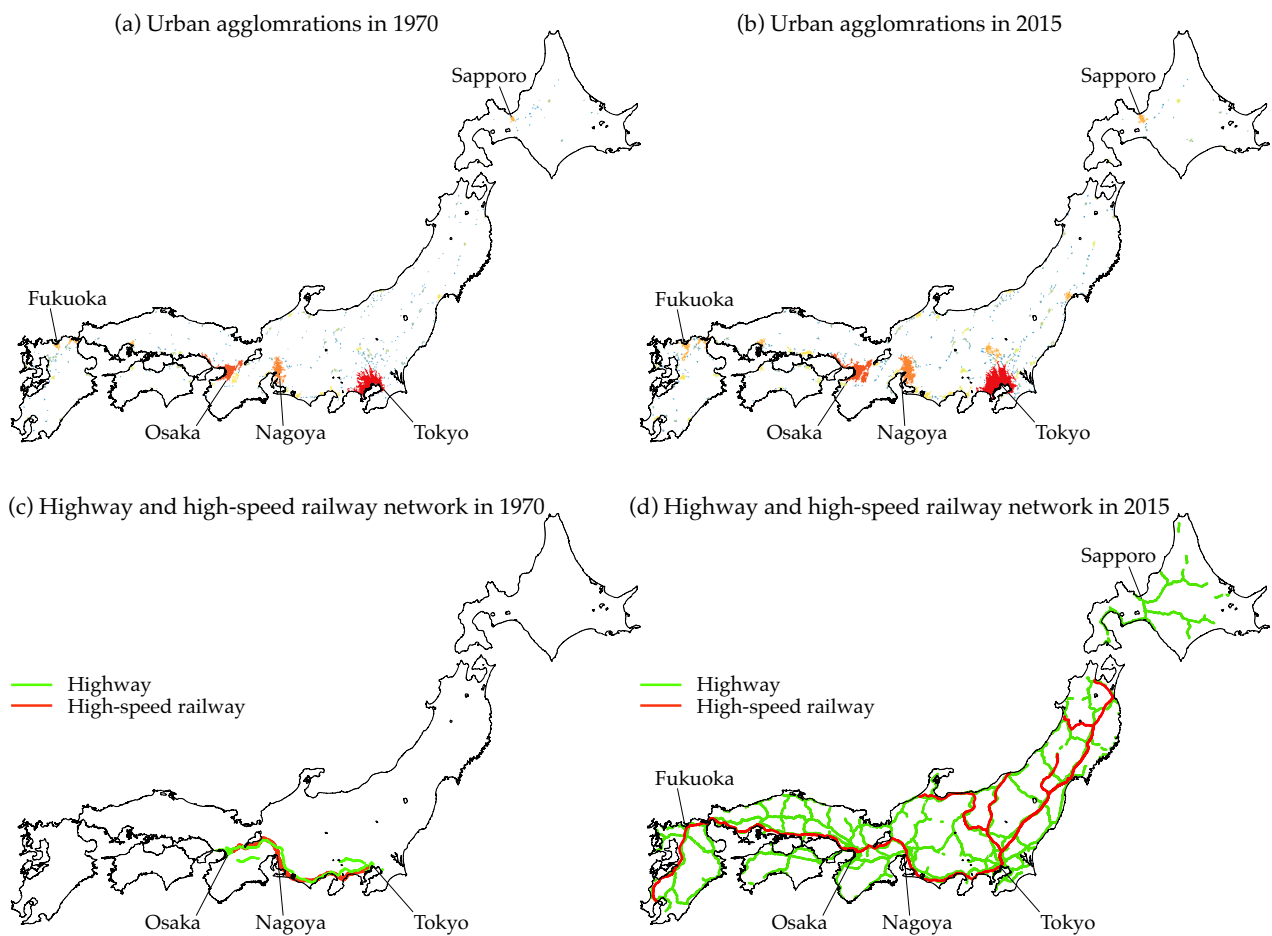 (a) Urban agglomrations in 1970
Sapporo
Fukuoka
Osaka
Nagoya
Tokyo
(b) Urban agglomrations in 2015
Sapporo
Fukuoka
Osaka
Nagoya
Tokyo
(c) Highway and high-speed railway network in 1970
Highway
High-speed railway
Osaka
Nagoya
Tokyo
(d) Highway and high-speed railway network in 2015
Sapporo
Highway
High-speed railway
Fukuoka
Osaka
Nagoya
Tokyo